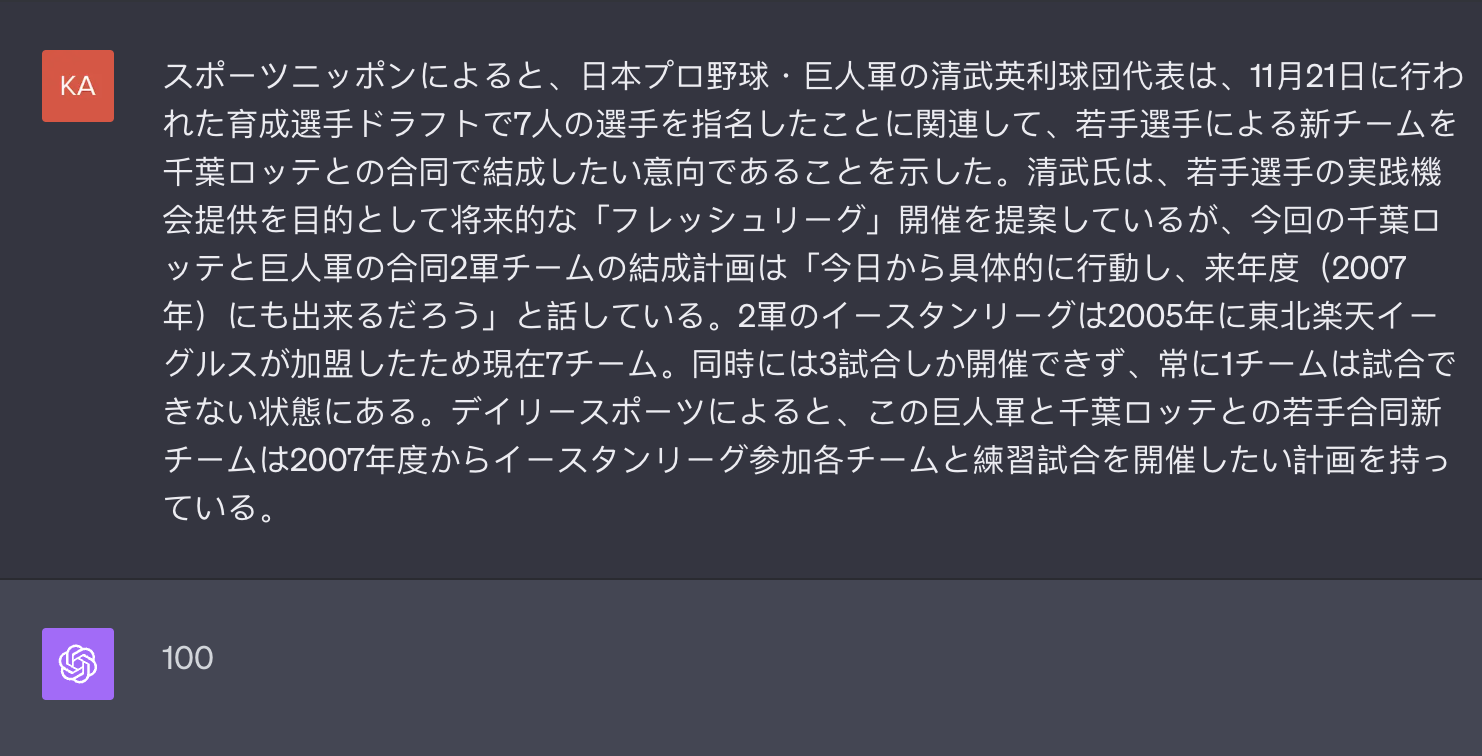 KA
スポーツニッポンによると、日本プロ野球・巨人軍の清武英利球団代表は、11月21日に行わ
れた育成選手ドラフトで7人の選手を指名したことに関連して、若手選手による新チームを
千葉ロッテとの合同で結成したい意向であることを示した。清武氏は、若手選手の実践機
会提供を目的として将来的な「フレッシュリーグ」開催を提案しているが、今回の千葉ロ
ッテと巨人軍の合同2軍チームの結成計画は「今日から具体的に行動し、来年度（2007
年）にも出来るだろう」と話している。2軍のイースタンリーグは2005年に東北楽天イー
グルスが加盟したため現在7チーム。同時には3試合しか開催できず、常に1チームは試合で
きない状態にある。デイリースポーツによると、この巨人軍と千葉ロッテとの若手合同新
チームは2007年度からイースタンリーグ参加各チームと練習試合を開催したい計画を持っ
ている。
100